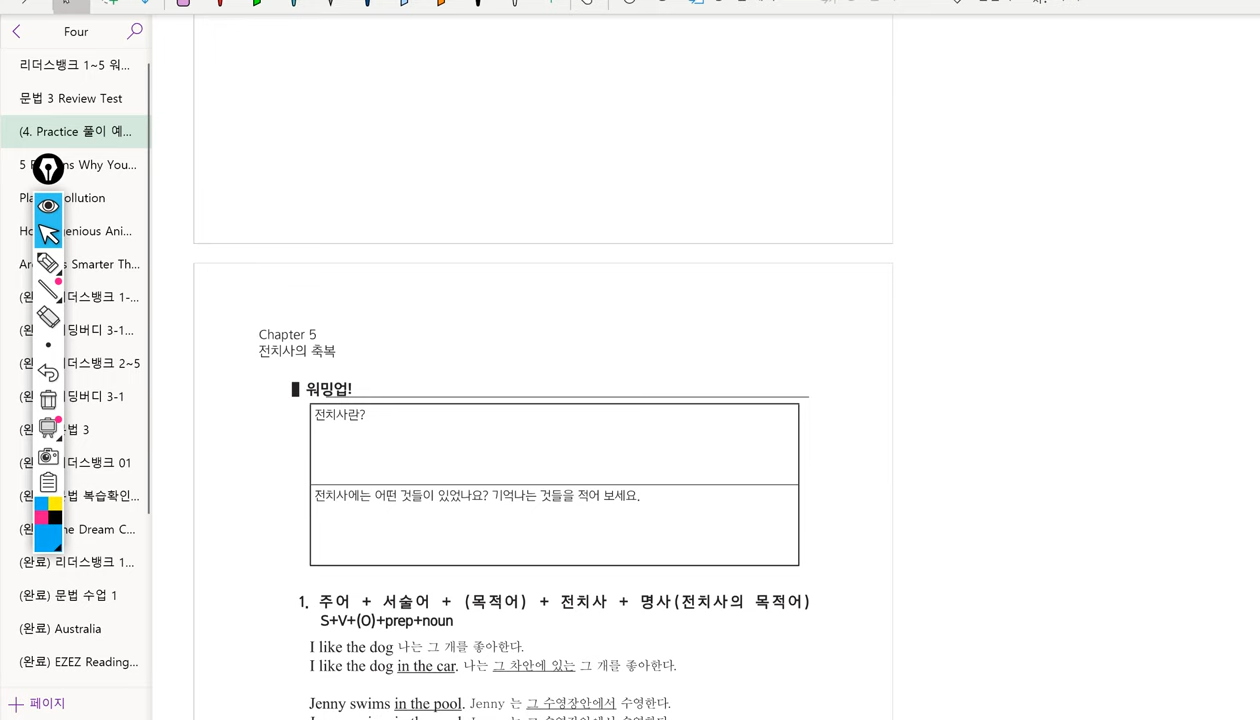 Four
리더스뱅크 1~5 워...
문법 3 Review Test
(4. Practice 풀이 예...
5 ns Why You...
Pla ollution
Ho genious Ani...
Ar s Smarter Th...
(완 더스뱅크 1-...
(완 딩버디 3-1...
(완 더스뱅크 2~5
(완 딩버디 3-1
(완 법 3
(완 더스뱅크 01
(완 법 복습확인...
(완 he Dream C...
(완료) 리더스뱅크 1...
(완료) 문법 수업 1
(완료) Australia
(완료) EZEZ Reading...
페이지
Chapter 5
전치사의 축복
워밍업!
전치사란?
전치사에는 어떤 것들이 있었나요? 기억나는 것들을 적어 보세요.
1. 주어 + 서술어 + (목적어) + 전치사 + 명사(전치사의 목적어)
S+V+(O)+prep+noun
I like the dog 나는 그 개를 좋아한다.
I like the dog in the car. 나는 그 차안에 있는 그 개를 좋아한다.
Jenny swims in the pool. Jenny 는 그 수영장안에서 수영한다.